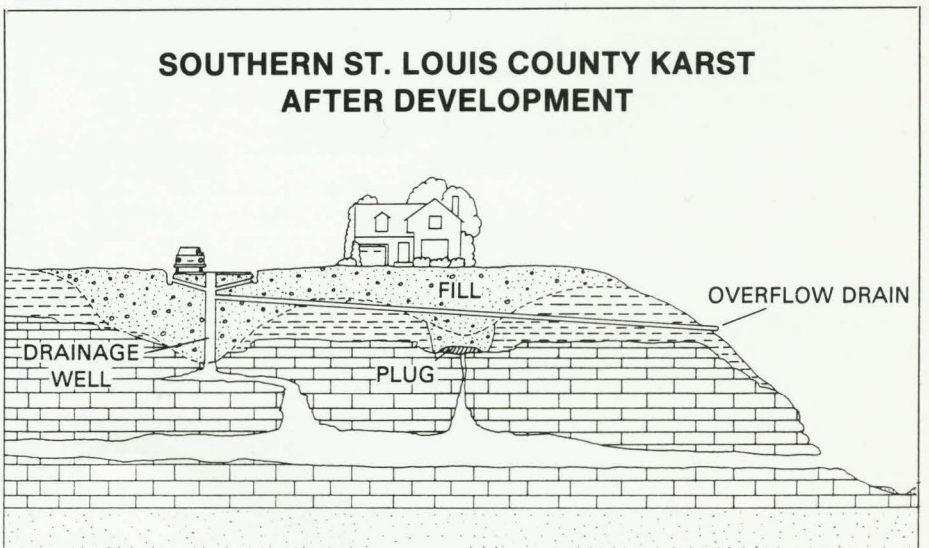 SOUTHERN ST. LOUIS COUNTY KARST
AFTER DEVELOPMENT
FILL
OVERFLOW DRAIN
DRAINAGE
WELL
PLUG